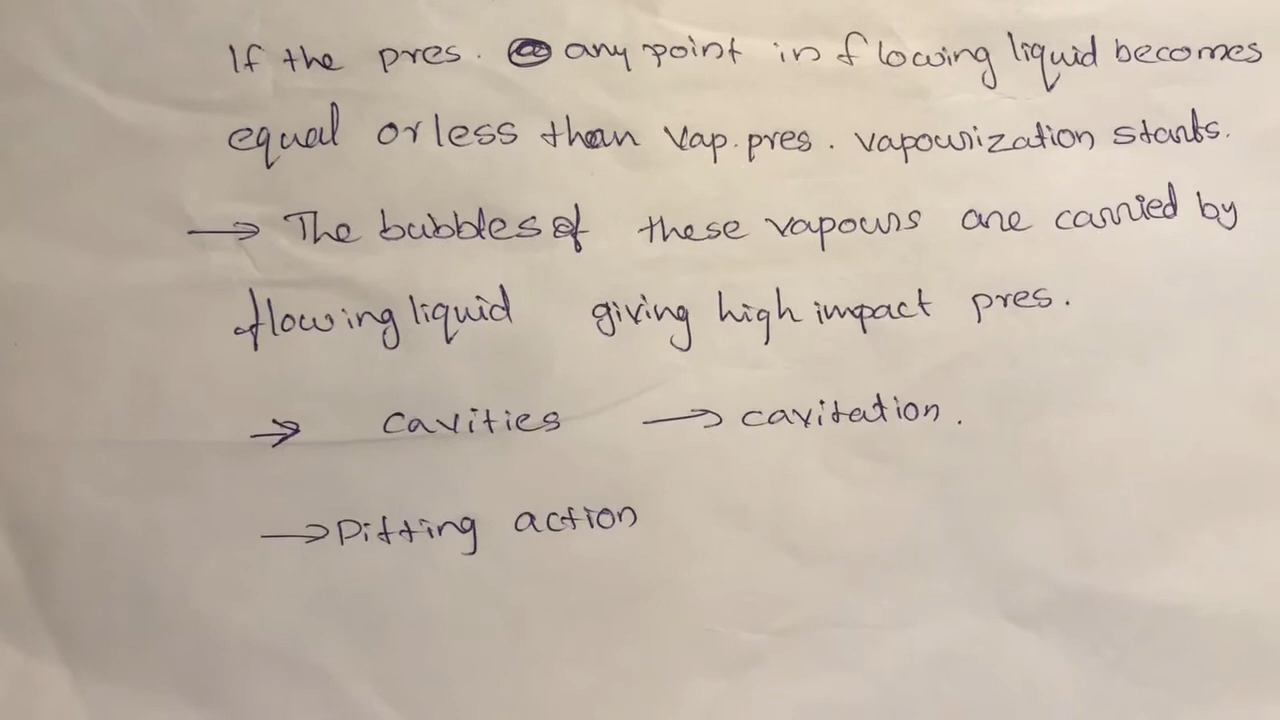 If the pres. @ any point in flowing liquid becomes
equal or less than vap. pres. vapourization starts.
→ The bubbles of these vapours are carried by
flowing liquid giving high impact pres.
→ cavities → cavitation.
→ Pitting action